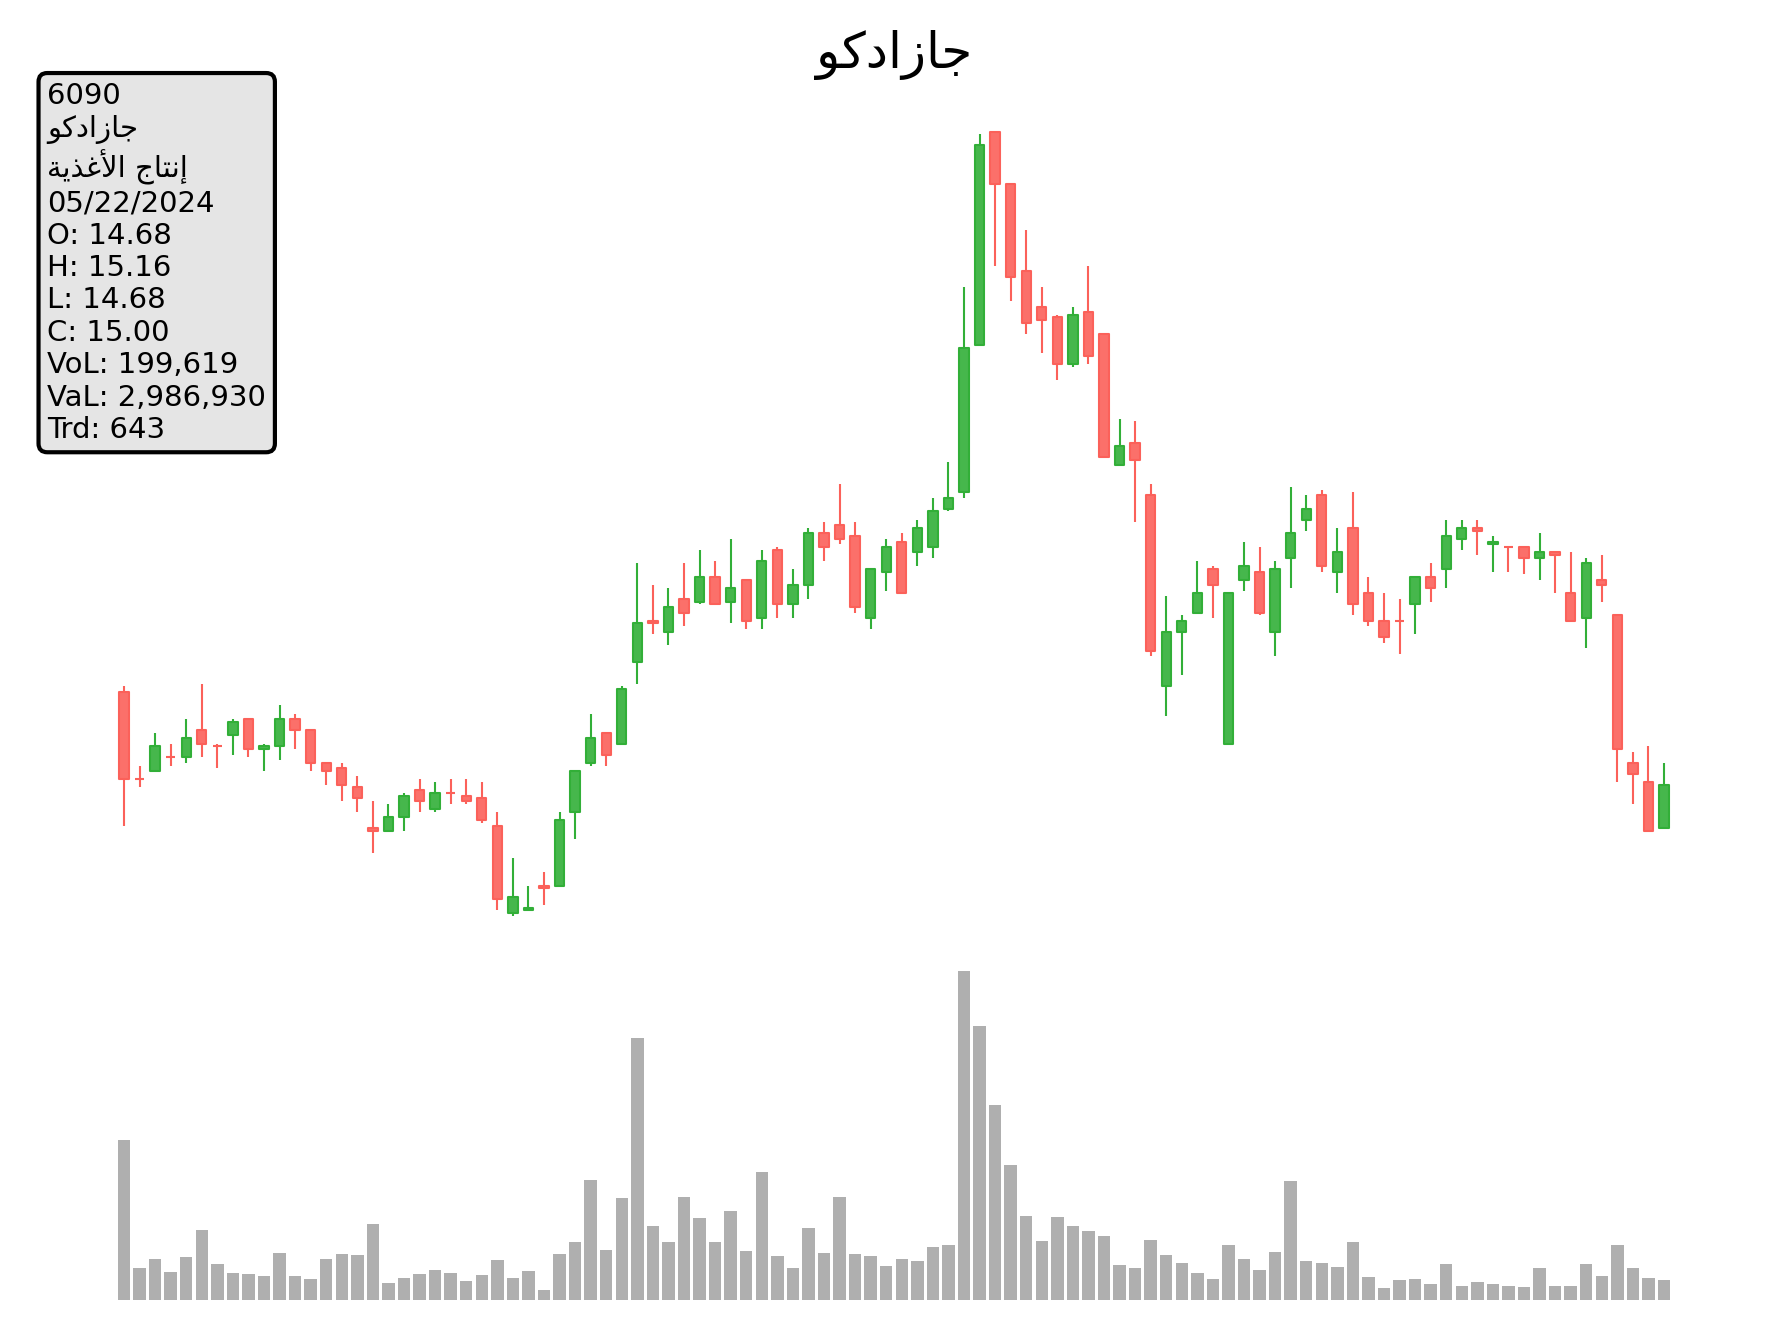 جازادكو
6090
جازادكو
إنتاج الأغذية
05/22/2024
O: 14.68
H: 15.16
L: 14.68
C: 15.00
VoL: 199,619
VaL: 2,986,930
Trd: 643